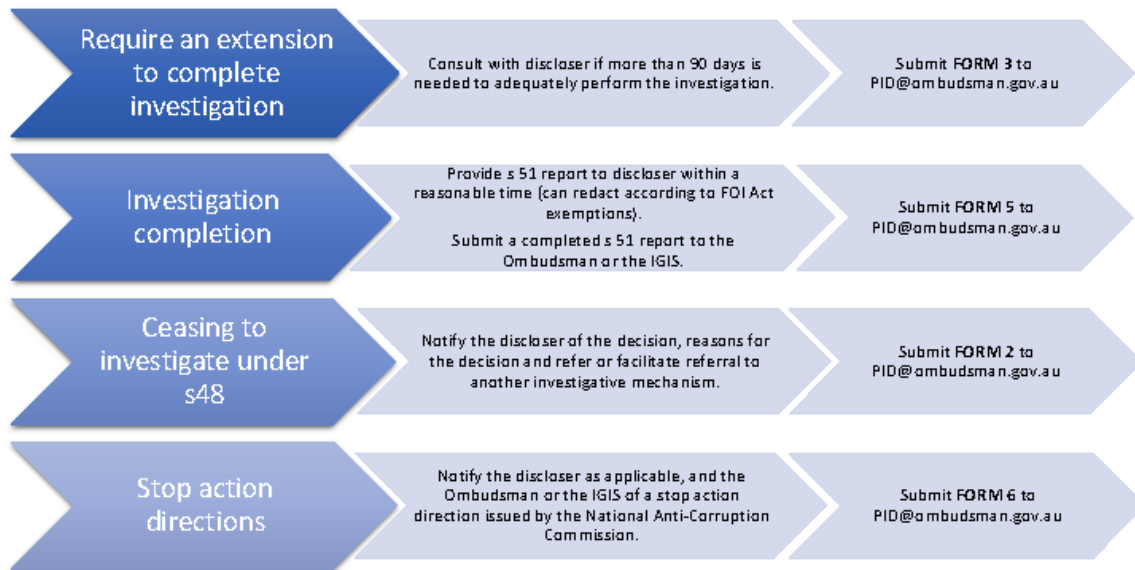 Require an extension
to complete
investigation
Consult with discloser if more than 90 days is
needed to adequately perform the investigation.
Submit FORM 3 to
PID@ombudsman.gov.au
Investigation
completion
Provide s 51 report to discloser within a
reasonable time (can redact according to FOI Act
exemptions).
Submit a completed s 51 report to the
Ombudsman or the IGIS.
Submit FORM 5 to
PID@ombudsman.gov.au
Ceasing to
investigate under
s48
Notify the discloser of the decision, reasons for
the decision and refer or facilitate referral to
another investigative mechanism.
Submit FORM 2 to
PID@ombudsman.gov.au
Stop action
directions
Notify the discloser as applicable, and the
Ombudsman or the IGIS of a stop action
direction issued by the National Anti-Corruption
Commission.
Submit FORM 6 to
PID@ombudsman.gov.au